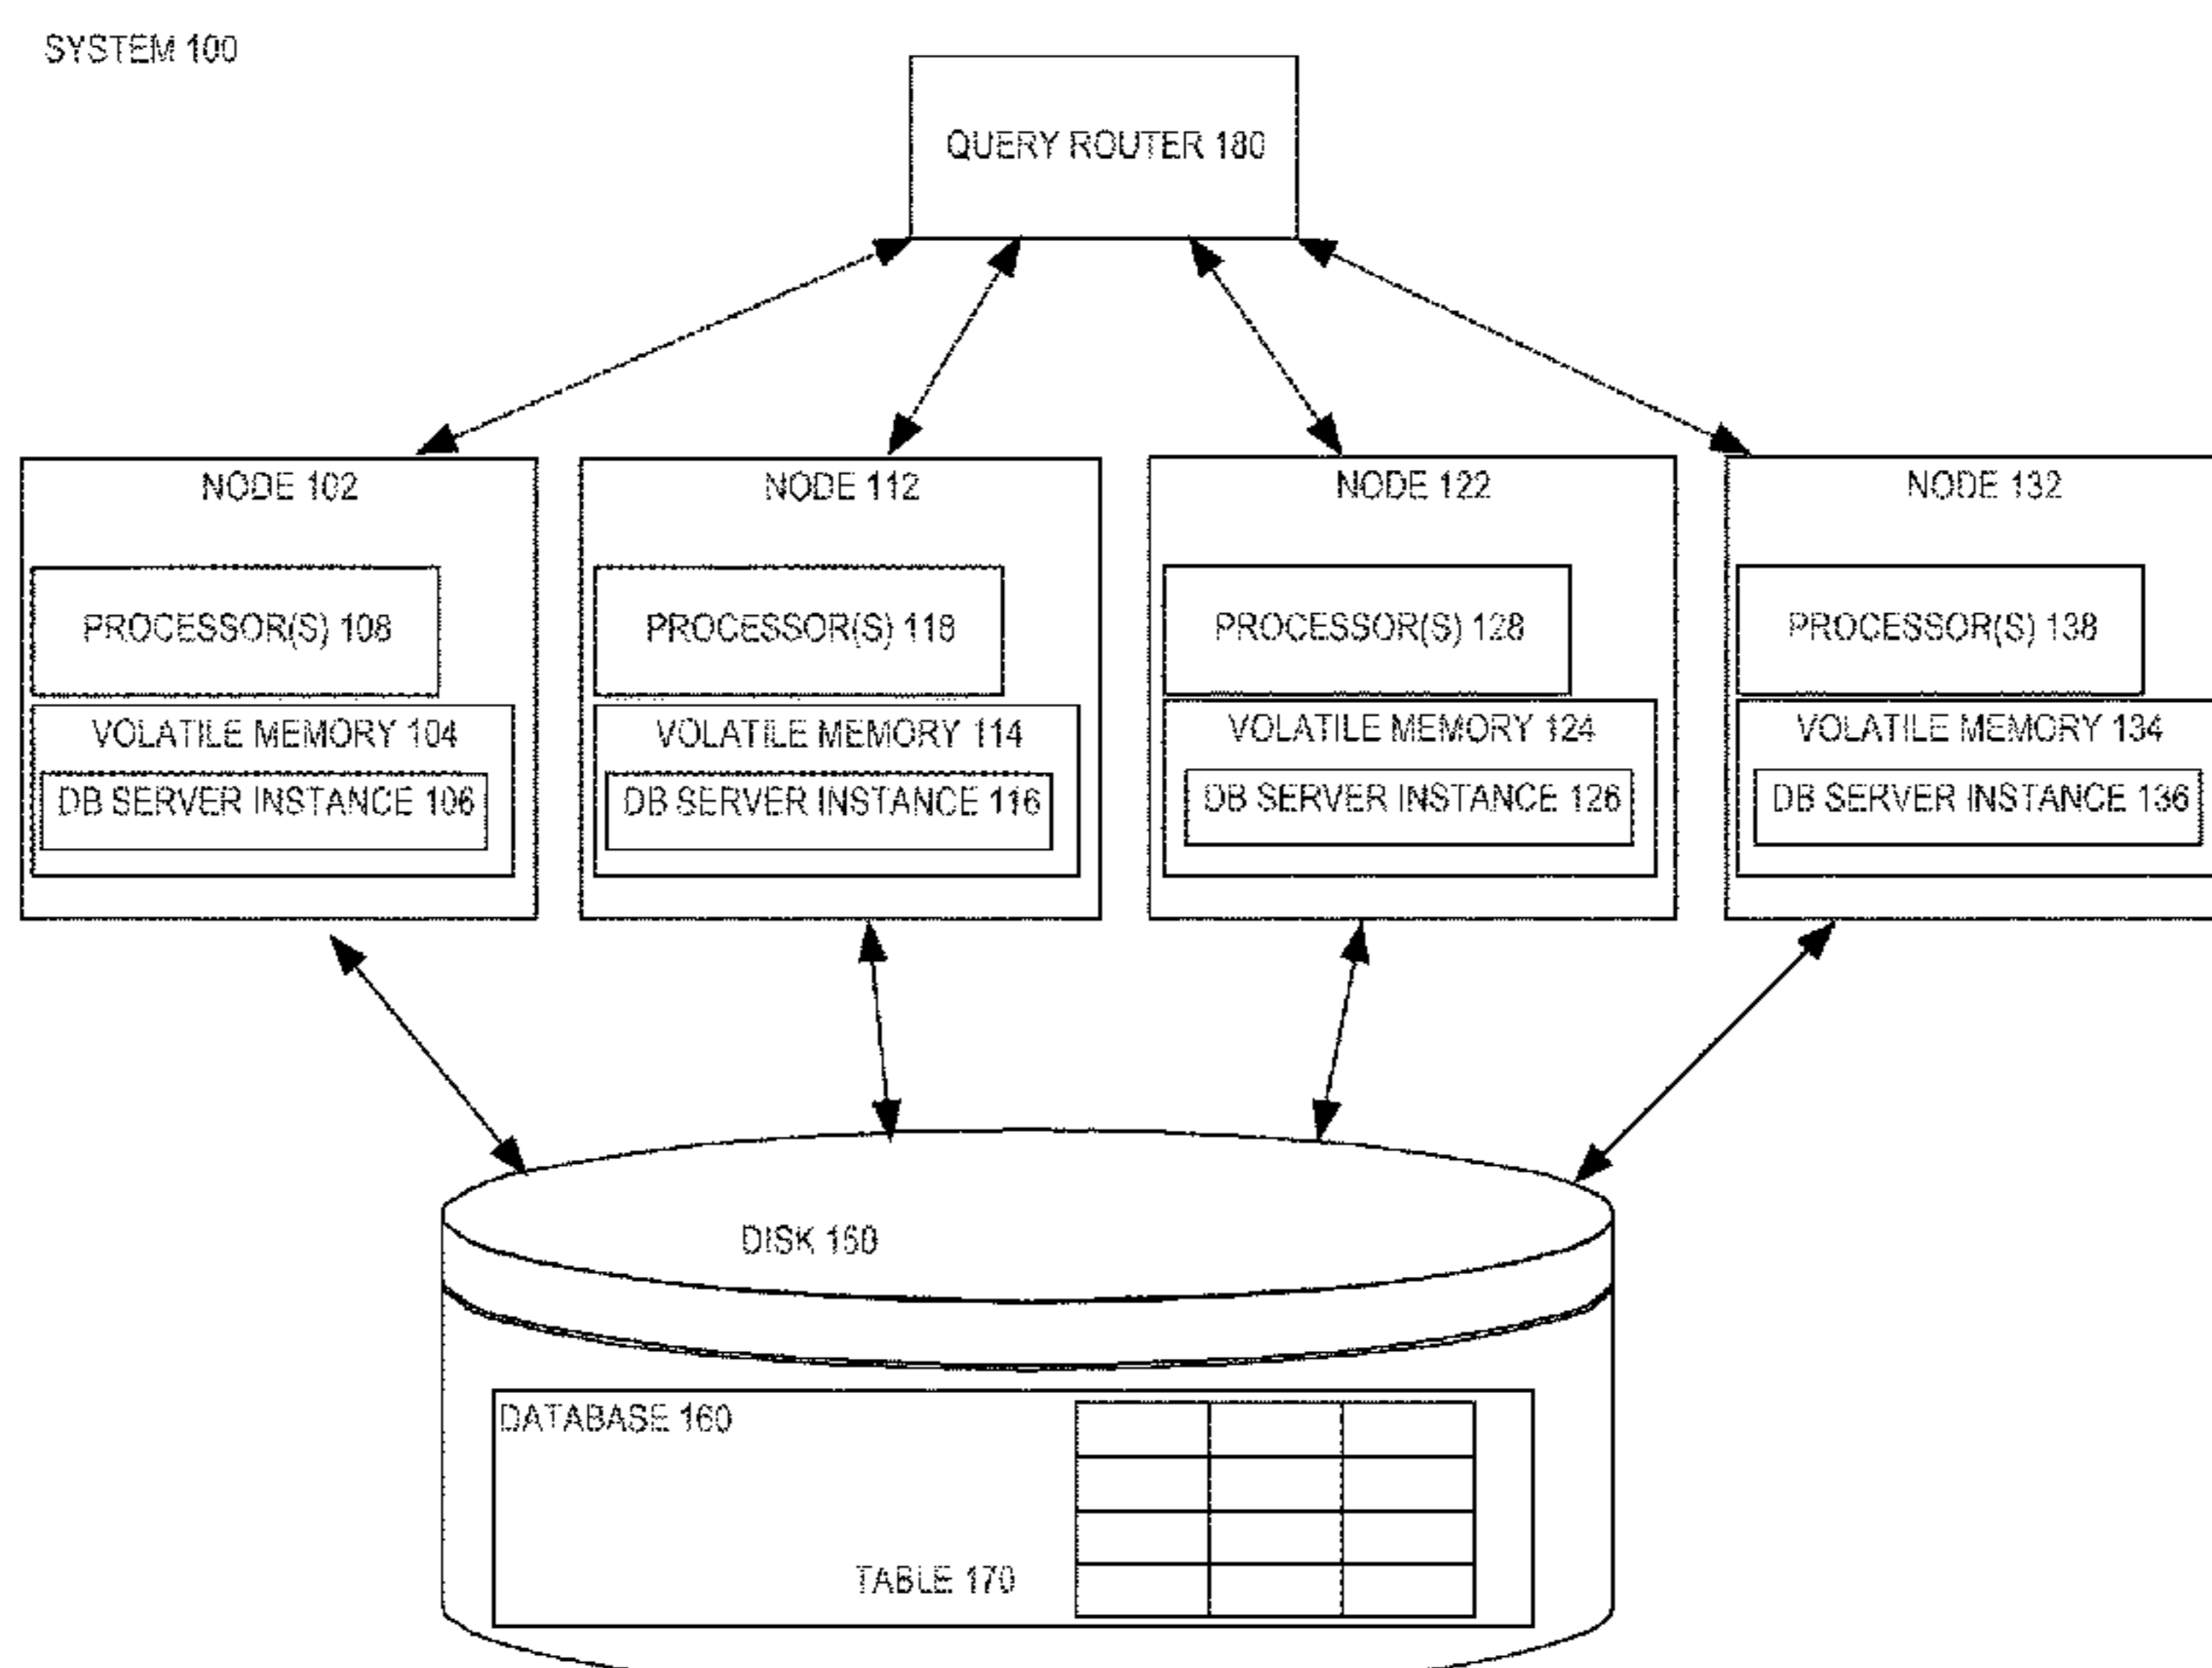 SYSTEM 100
QUERY ROUTER 180
NODE 102
PROCESSOR(S) 108
VOLATILE MEMORY 104
DB SERVER INSTANCE 106
NODE 112
PROCESSOR(S) 118
VOLATILE MEMORY 114
DB SERVER INSTANCE 116
NODE 122
PROCESSOR(S) 128
VOLATILE MEMORY 124
DB SERVER INSTANCE 126
NODE 132
PROCESSOR(S) 138
VOLATILE MEMORY 134
DB SERVER INSTANCE 136
DISK
DATABASE 160
TABLE 170